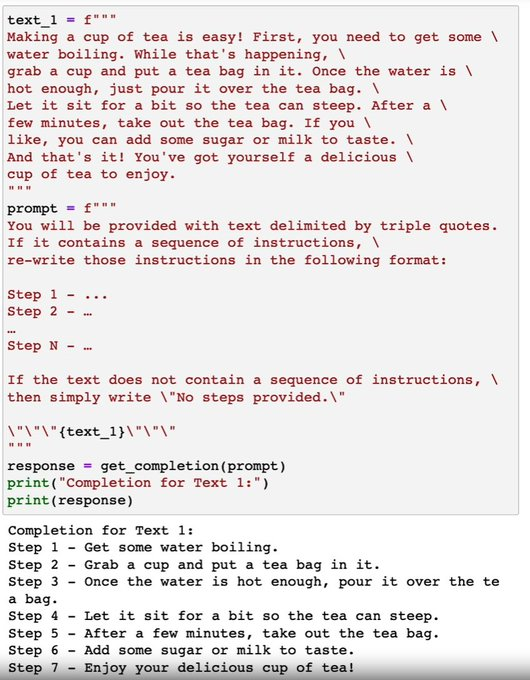 text_1 = f"""
Making a cup of tea is easy! First, you need to get some \
water boiling. While that's happening, \
grab a cup and put a tea bag in it. Once the water is \
hot enough, just pour it over the tea bag. \
Let it sit for a bit so the tea can steep. After a \
few minutes, take out the tea bag. If you \
like, you can add some sugar or milk to taste. \
And that's it! You've got yourself a delicious \
cup of tea to enjoy.
"""
prompt = f"""
You will be provided with text delimited by triple quotes.
If it contains a sequence of instructions, \
re-write those instructions in the following format:

Step 1 - ...
Step 2 - …
…
Step N - …

If the text does not contain a sequence of instructions, \
then simply write \"No steps provided.\"

\"\"\"{text_1}\"\"\"
"""
response = get_completion(prompt)
print("Completion for Text 1:")
print(response)
Completion for Text 1:
Step 1 - Get some water boiling.
Step 2 - Grab a cup and put a tea bag in it.
Step 3 - Once the water is hot enough, pour it over the te
a bag.
Step 4 - Let it sit for a bit so the tea can steep.
Step 5 - After a few minutes, take out the tea bag.
Step 6 - Add some sugar or milk to taste.
Step 7 - Enjoy your delicious cup of tea!